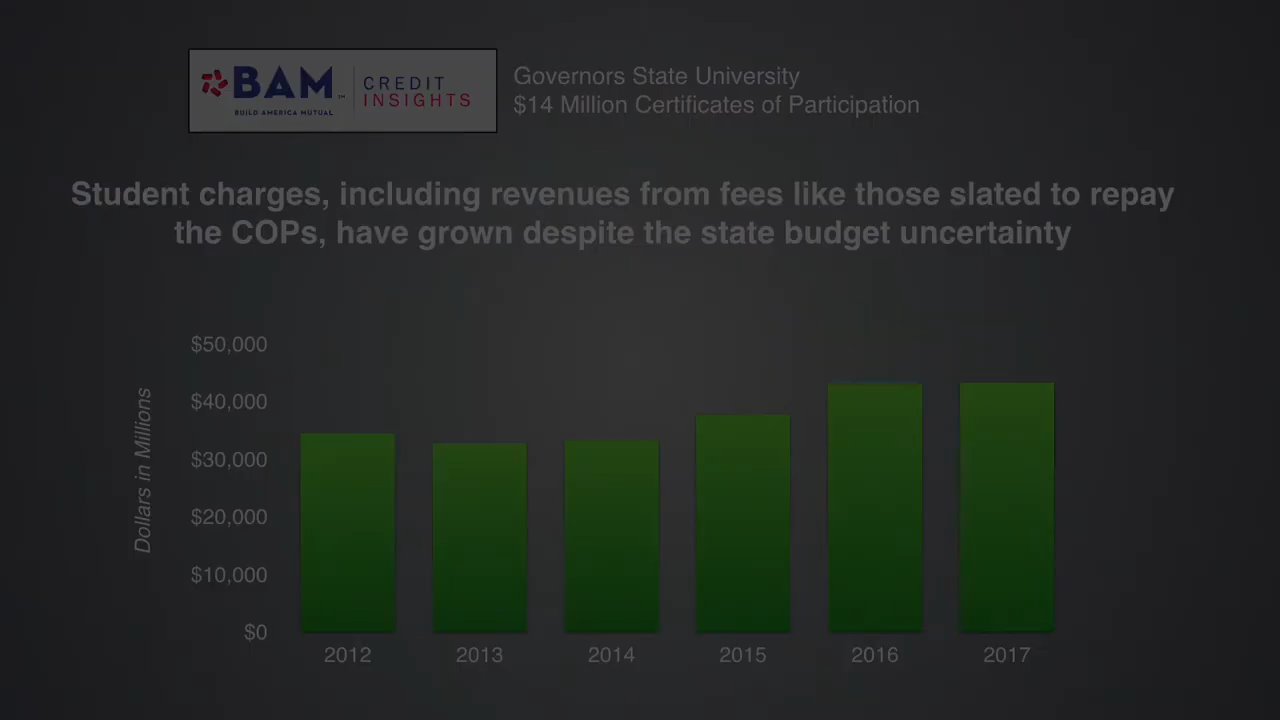 BAM
SM
BUILD AMERICA MUTUAL
CREDIT
INSIGHTS
Governors State University
$14 Million Certificates of Participation
Student charges, including revenues from fees like those slated to repay
the COPs, have grown despite the state budget uncertainty
Dollars in Millions
$50,000
$40,000
$30,000
$20,000
$10,000
$0
2012 2013 2014 2015 2016 2017